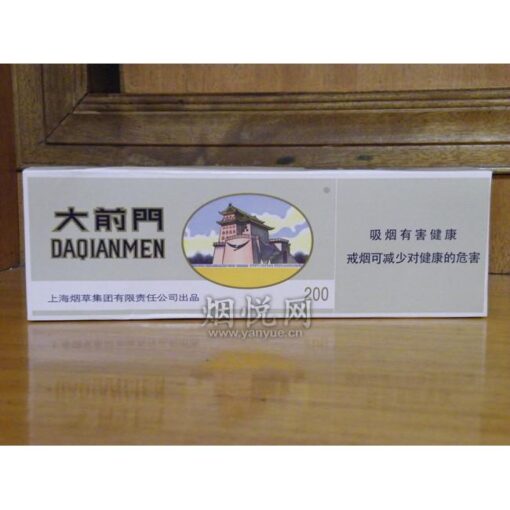 大前門
DAQIANMEN
®
上海烟草集团有限责任公司出品
200
吸烟有害健康
戒烟可减少对健康的危害
烟悦网
www.yanyue.cn